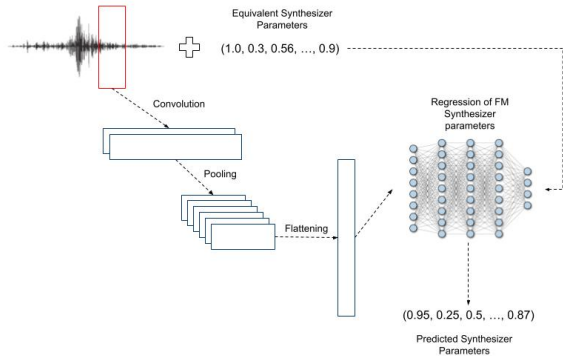 Equivalent Synthesizer
Parameters
(1.0, 0.3, 0.56, ..., 0.9)
Convolution
Regression of FM
Synthesizer
parameters
Pooling
Flattening
(0.95, 0.25, 0.5, ..., 0.87)
Predicted Synthesizer
Parameters